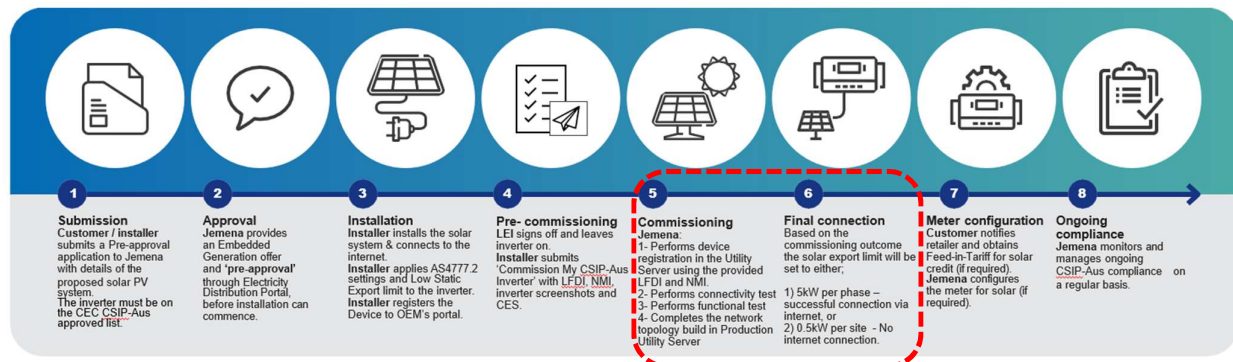 1
Submission
Customer / installer
submits a Pre-approval
application to Jemena
with details of the
proposed solar PV
system.
The inverter must be on
the CEC CSIP-Aus
approved list.
2
Approval
Jemena provides
an Embedded
Generation offer
and 'pre-approval'
through Electricity
Distribution Portal,
before installation can
commence.
3
Installation
Installer installs the solar
system & connects to the
internet.
Installer applies AS4777.2
settings and Low Static
Export limit to the inverter.
Installer registers the
Device to OEM's portal.
4
Pre- commissioning
LEI signs off and leaves
inverter on.
Installer submits
'Commission My CSIP-Aus
Inverter' with LFDI, NMI,
inverter screenshots and
CES.
5
Commissioning
Jemena:
1- Performs device
registration in the Utility
Server using the provided
LFDI and NMI.
2- Performs connectivity test
3- Performs functional test
4- Completes the network
topology build in Production
Utility Server
6
Final connection
Based on the
commissioning outcome
the solar export limit will be
set to either;
1) 5kW per phase –
successful connection via
internet, or
2) 0.5kW per site - No
internet connection.
7
Meter configuration
Customer notifies
retailer and obtains
Feed-in-Tariff for solar
credit (if required).
Jemena configures
the meter for solar (if
required).
8
Ongoing
compliance
Jemena monitors and
manages ongoing
CSIP-Aus compliance on
a regular basis.